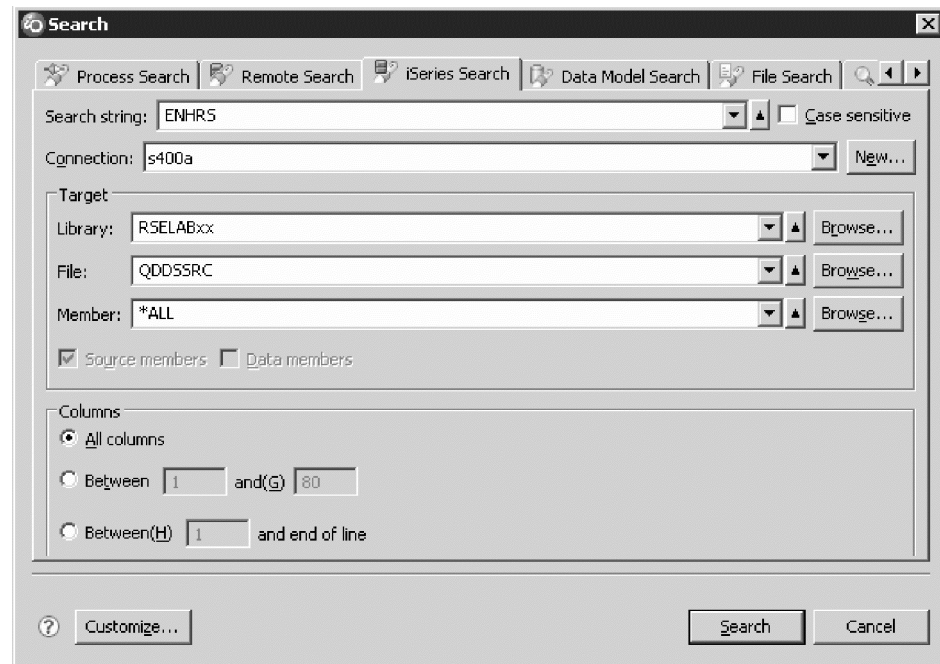 Search
Process Search Remote Search iSeries Search Data Model Search File Search
Search string: ENHRS Case sensitive
Connection: s400a New...
Target
Library: RSELABxx Browse...
File: QDDSSRC Browse...
Member: *ALL Browse...
Source members Data members
Columns
All columns
Between 1 and(G) 80
Between(H) 1 and end of line
? Customize... Search Cancel